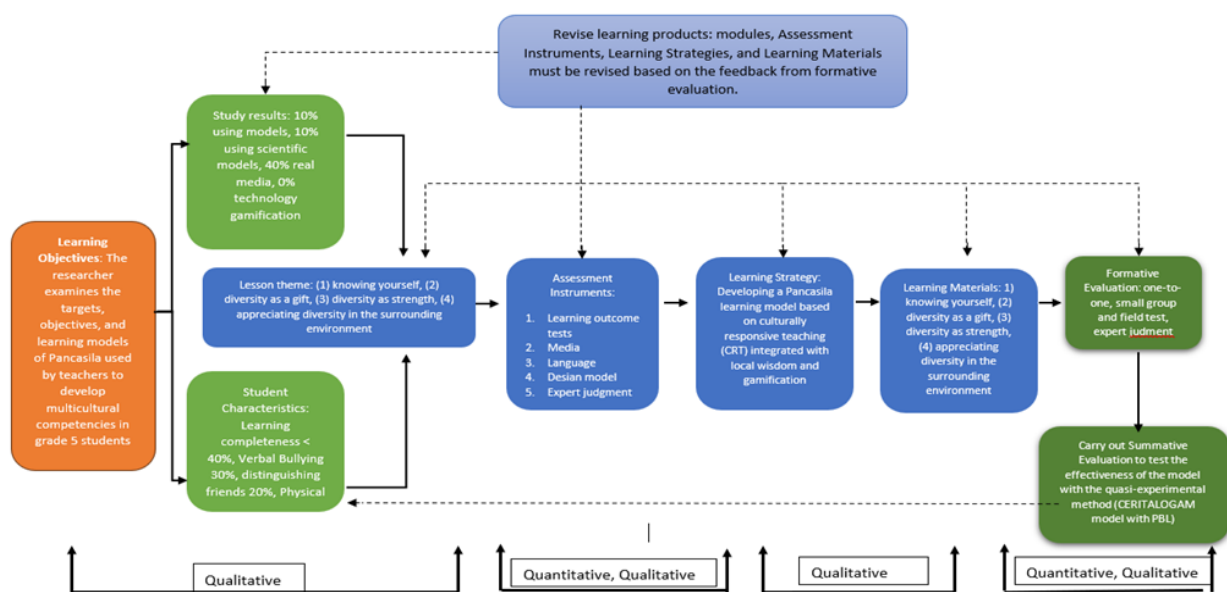 Revise learning products: modules, Assessment
Instruments, Learning Strategies, and Learning Materials
must be revised based on the feedback from formative
evaluation.
Study results: 10%
using models, 10%
using scientific
models, 40% real
media, 0%
technology
gamification
Learning
Objectives: The
researcher
examines the
targets,
objectives, and
learning models
of Pancasila used
by teachers to
develop
multicultural
competencies in
grade 5 students
Lesson theme: (1) knowing yourself, (2)
diversity as a gift, (3) diversity as strength, (4)
appreciating diversity in the surrounding
environment
Student
Characteristics:
Learning
completeness <
40%, Verbal Bullying
30%, distinguishing
friends 20%, Physical
Assessment
Instruments:
1. Learning outcome
tests
2. Media
3. Language
4. Desian model
5. Expert judgment
Learning Strategy:
Developing a Pancasila
learning model based
on culturally
responsive teaching
(CRT) integrated with
local wisdom and
gamification
Learning Materials: 1)
knowing yourself, (2)
diversity as a gift, (3)
diversity as strength,
(4) appreciating
diversity in the
surrounding
environment
Formative
Evaluation: one-to-
one, small group
and field test,
expert judment
Carry out Summative
Evaluation to test the
effectiveness of the model
with the quasi-experimental
method (CERITALOGAM
model with PBL)
Qualitative
Quantitative, Qualitative
Qualitative
Quantitative, Qualitative